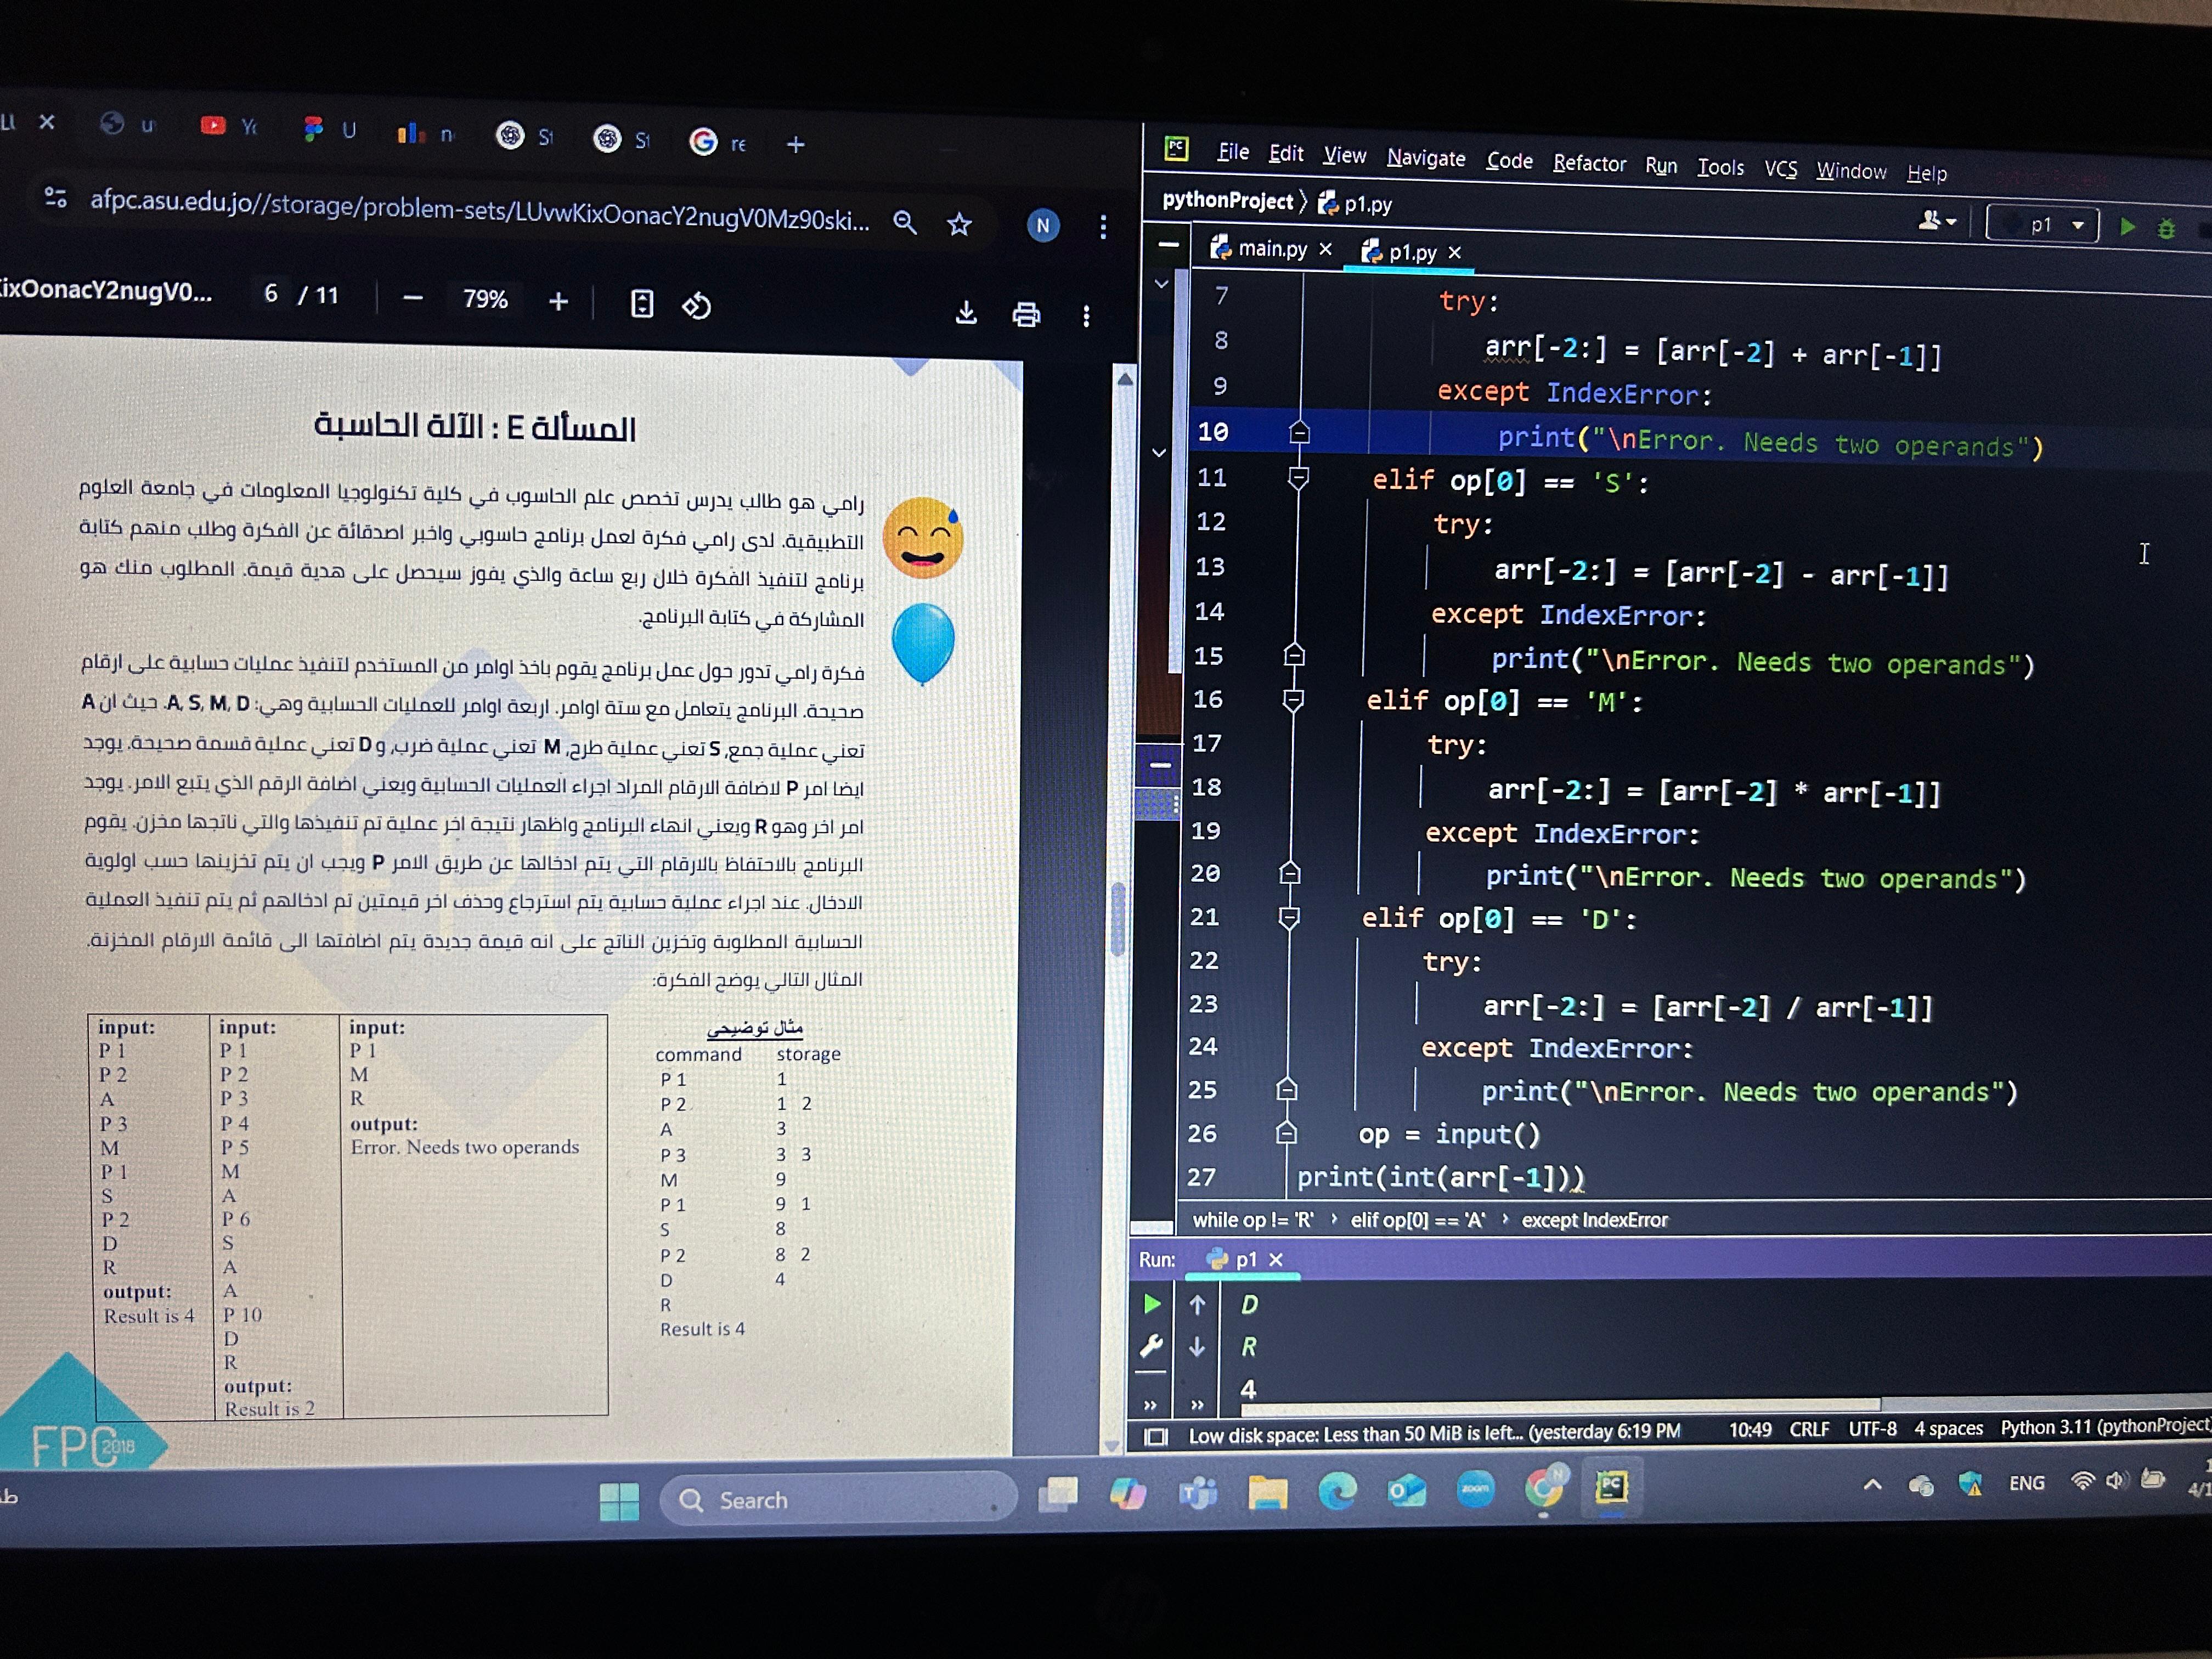 LU
u
Yo
U
n
St
St
re
afpc.asu.edu.jo//storage/problem-sets/LUvwKixOonacY2nugV0Mz90ski...
N
KixOonacY2nugV0...
6 / 11
79%
المسألة E : الآلة الحاسبة
رامي هو طالب يدرس تخصص علم الحاسوب في كلية تكنولوجيا المعلومات في جامعة العلوم
التطبيقية. لدى رامي فكرة لعمل برنامج حاسوبي واخبر اصدقائة عن الفكرة وطلب منهم كتابة
برنامج لتنفيذ الفكرة خلال ربع ساعة والذي يفوز سيحصل على هدية قيمة. المطلوب منك هو
المشاركة في كتابة البرنامج.
فكرة رامي تدور حول عمل برنامج يقوم باخذ اوامر من المستخدم لتنفيذ عمليات حسابية على ارقام
صحيحة. البرنامج يتعامل مع ستة اوامر. اربعة اوامر للعمليات الحسابية وهي: A, S, M, D. حيث ان A
تعني عملية جمع, S تعني عملية طرح, M تعني عملية ضرب, و D تعني عملية قسمة صحيحة. يوجد
ايضا امر P لاضافة الارقام المراد اجراء العمليات الحسابية ويعني اضافة الرقم الذي يتبع الامر. يوجد
امر اخر وهو R ويعني انهاء البرنامج واظهار نتيجة اخر عملية تم تنفيذها والتي ناتجها مخزن. يقوم
البرنامج بالاحتفاظ بالارقام التي يتم ادخالها عن طريق الامر P ويجب ان يتم تخزينها حسب اولوية
الادخال. عند اجراء عملية حسابية يتم استرجاع وحذف اخر قيمتين تم ادخالهم ثم يتم تنفيذ العملية
الحسابية المطلوبة وتخزين الناتج على انه قيمة جديدة يتم اضافتها الى قائمة الارقام المخزنة.
المثال التالي يوضح الفكرة:
input:
P 1
P 2
A
P 3
M
P 1
S
P 2
D
R
output:
Result is 4
input:
P 1
P 2
P 3
P 4
P 5
M
A
P 6
S
A
A
P 10
D
R
output:
Result is 2
input:
P 1
M
R
output:
Error. Needs two operands
مثال توضيحي
command storage
P 1 1
P 2 1 2
A 3
P 3 3 3
M 9
P 1 9 1
S 8
P 2 8 2
D 4
R
Result is 4
FPC 2018
PC File Edit View Navigate Code Refactor Run Tools VCS Window Help
pythonProject p1.py
p1
main.py p1.py
7 try:
8 arr[-2:] = [arr[-2] + arr[-1]]
9 except IndexError:
10 print("\nError. Needs two operands")
11 elif op[0] == 'S':
12 try:
13 arr[-2:] = [arr[-2] - arr[-1]]
14 except IndexError:
15 print("\nError. Needs two operands")
16 elif op[0] == 'M':
17 try:
18 arr[-2:] = [arr[-2] * arr[-1]]
19 except IndexError:
20 print("\nError. Needs two operands")
21 elif op[0] == 'D':
22 try:
23 arr[-2:] = [arr[-2] / arr[-1]]
24 except IndexError:
25 print("\nError. Needs two operands")
26 op = input()
27 print(int(arr[-1]))
while op != 'R' › elif op[0] == 'A' › except IndexError
Run: p1
D
R
4
Low disk space: Less than 50 MiB is left... (yesterday 6:19 PM 10:49 CRLF UTF-8 4 spaces Python 3.11 (pythonProject)
Search
zoom
PC
ENG
4/1